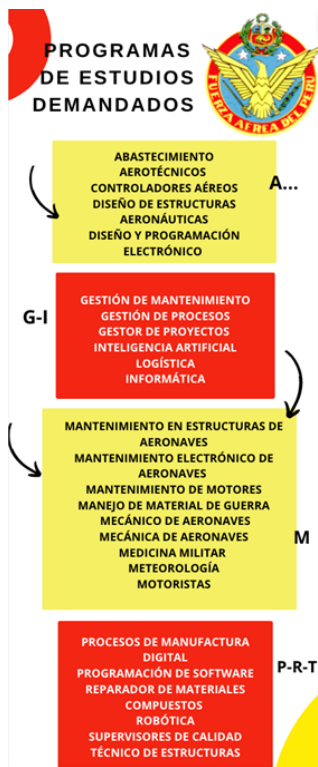 PROGRAMAS
DE ESTUDIOS
DEMANDADOS
FUERZA AEREA DEL PERU
ABASTECIMIENTO
AEROTÉCNICOS
CONTROLADORES AÉREOS
DISEÑO DE ESTRUCTURAS
AERONÁUTICAS
DISEÑO Y PROGRAMACIÓN
ELECTRÓNICO
A...
G-I
GESTIÓN DE MANTENIMIENTO
GESTIÓN DE PROCESOS
GESTOR DE PROYECTOS
INTELIGENCIA ARTIFICIAL
LOGÍSTICA
INFORMÁTICA
MANTENIMIENTO EN ESTRUCTURAS DE
AERONAVES
MANTENIMIENTO ELECTRÓNICO DE
AERONAVES
MANTENIMIENTO DE MOTORES
MANEJO DE MATERIAL DE GUERRA
MECÁNICO DE AERONAVES
MECÁNICA DE AERONAVES
MEDICINA MILITAR
METEOROLOGÍA
MOTORISTAS
M
PROCESOS DE MANUFACTURA
DIGITAL
PROGRAMACIÓN DE SOFTWARE
REPARADOR DE MATERIALES
COMPUESTOS
ROBÓTICA
SUPERVISORES DE CALIDAD
TÉCNICO DE ESTRUCTURAS
P-R-T